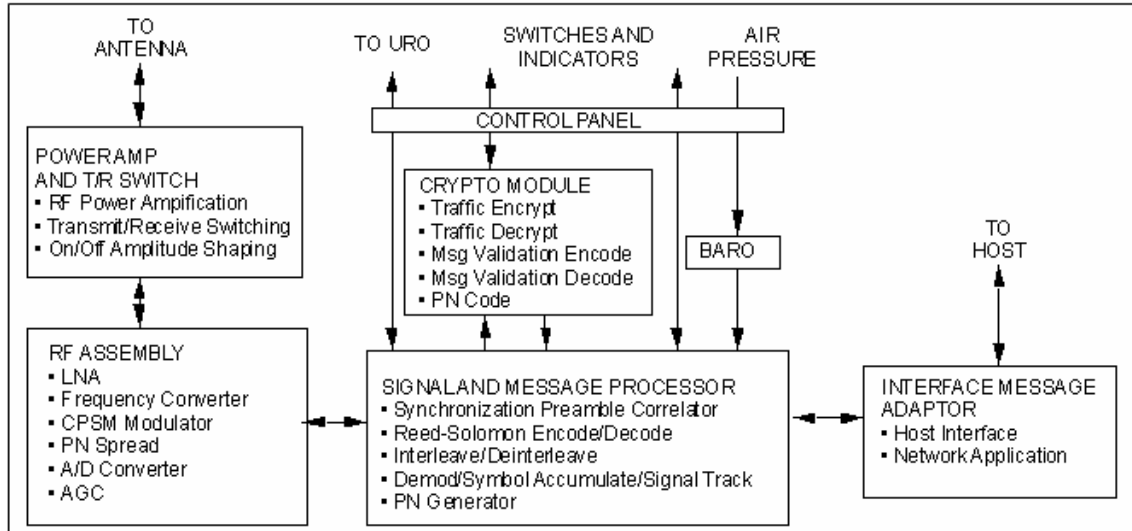 TO
ANTENNA
TO URO
SWITCHES AND
INDICATORS
AIR
PRESSURE
CONTROL PANEL
POWER AMP
AND T/R SWITCH
▪ RF Power Ampification
▪ Transmit/Receive Switching
▪ On/Off Amplitude Shaping
CRYPTO MODULE
▪ Traffic Encrypt
▪ Traffic Decrypt
▪ Msg Validation Encode
▪ Msg Validation Decode
▪ PN Code
BARO
TO
HOST
RF ASSEMBLY
▪ LNA
▪ Frequency Converter
▪ CPSM Modulator
▪ PN Spread
▪ A/D Converter
▪ AGC
SIGNAL AND MESSAGE PROCESSOR
▪ Synchronization Preamble Correlator
▪ Reed-Solomon Encode/Decode
▪ Interleave/Deinterleave
▪ Demod/Symbol Accumulate/Signal Track
▪ PN Generator
INTERFACE MESSAGE
ADAPTOR
▪ Host Interface
▪ Network Application